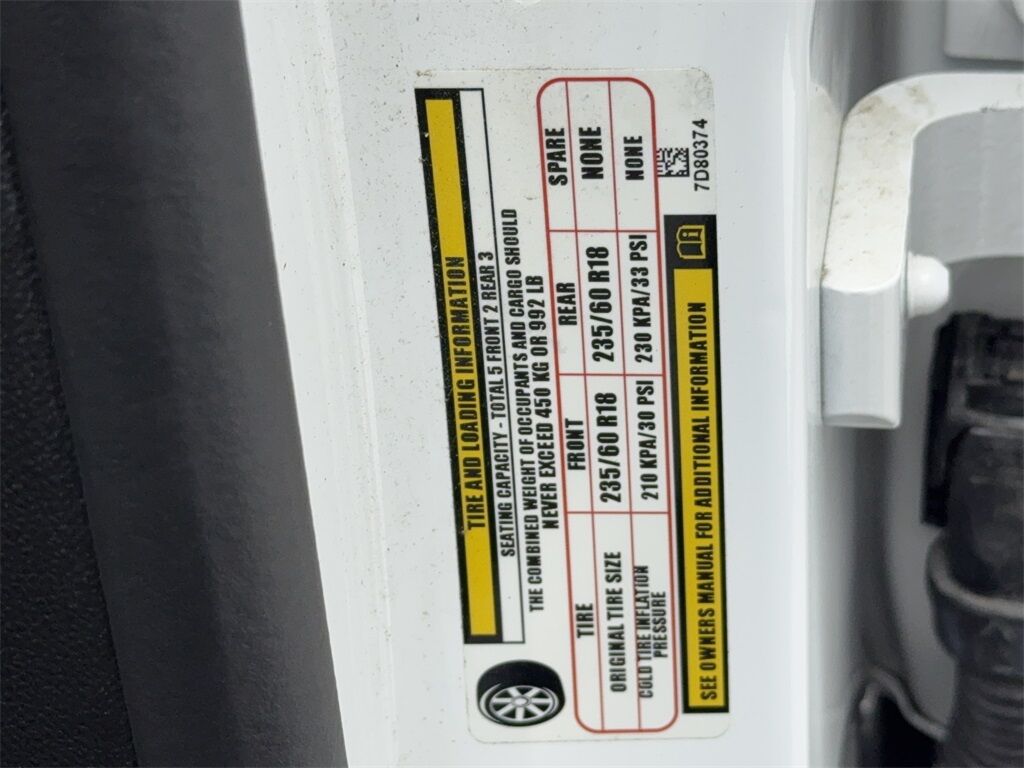 TIRE AND LOADING INFORMATION
SEATING CAPACITY - TOTAL 5 FRONT 2 REAR 3
THE COMBINED WEIGHT OF OCCUPANTS AND CARGO SHOULD
NEVER EXCEED 450 KG OR 992 LB
TIRE FRONT REAR SPARE
ORIGINAL TIRE SIZE 235/60 R18 235/60 R18 NONE
COLD TIRE INFLATION PRESSURE 210 KPA/30 PSI 230 KPA/33 PSI NONE
SEE OWNERS MANUAL FOR ADDITIONAL INFORMATION
7D80374